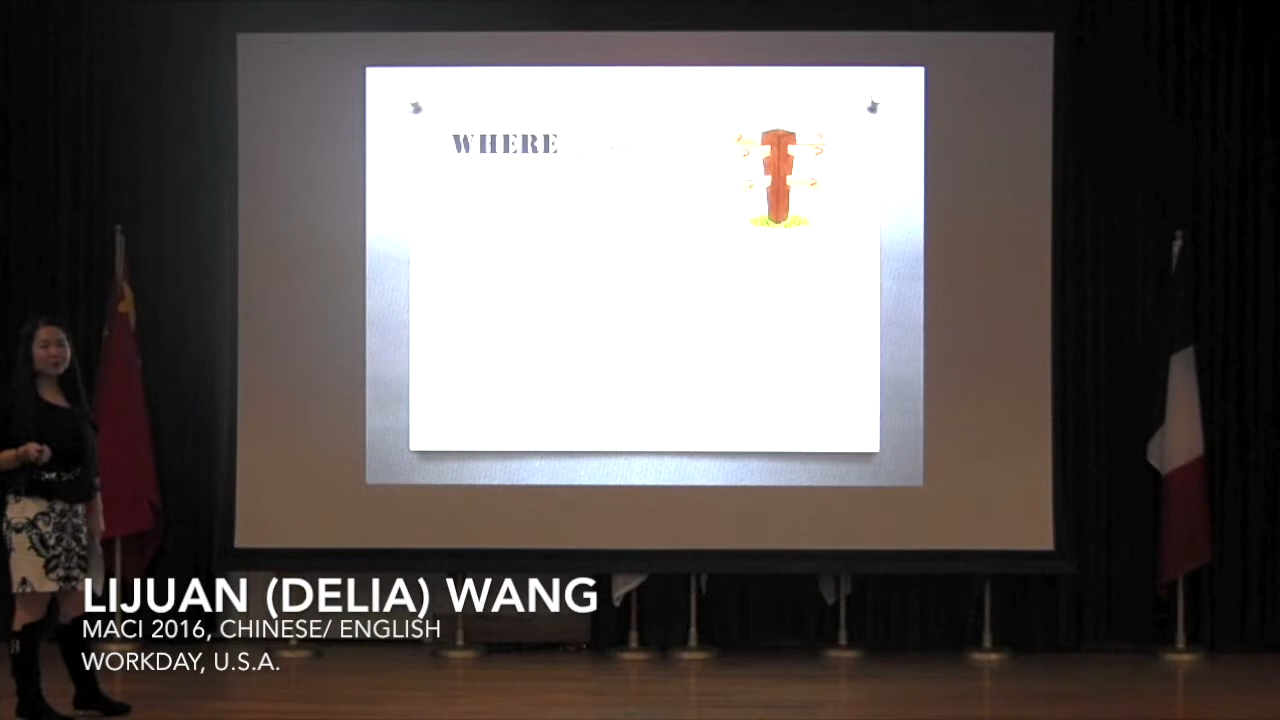 WHERE
LIJUAN (DELIA) WANG
MACI 2016, CHINESE/ ENGLISH
WORKDAY, U.S.A.